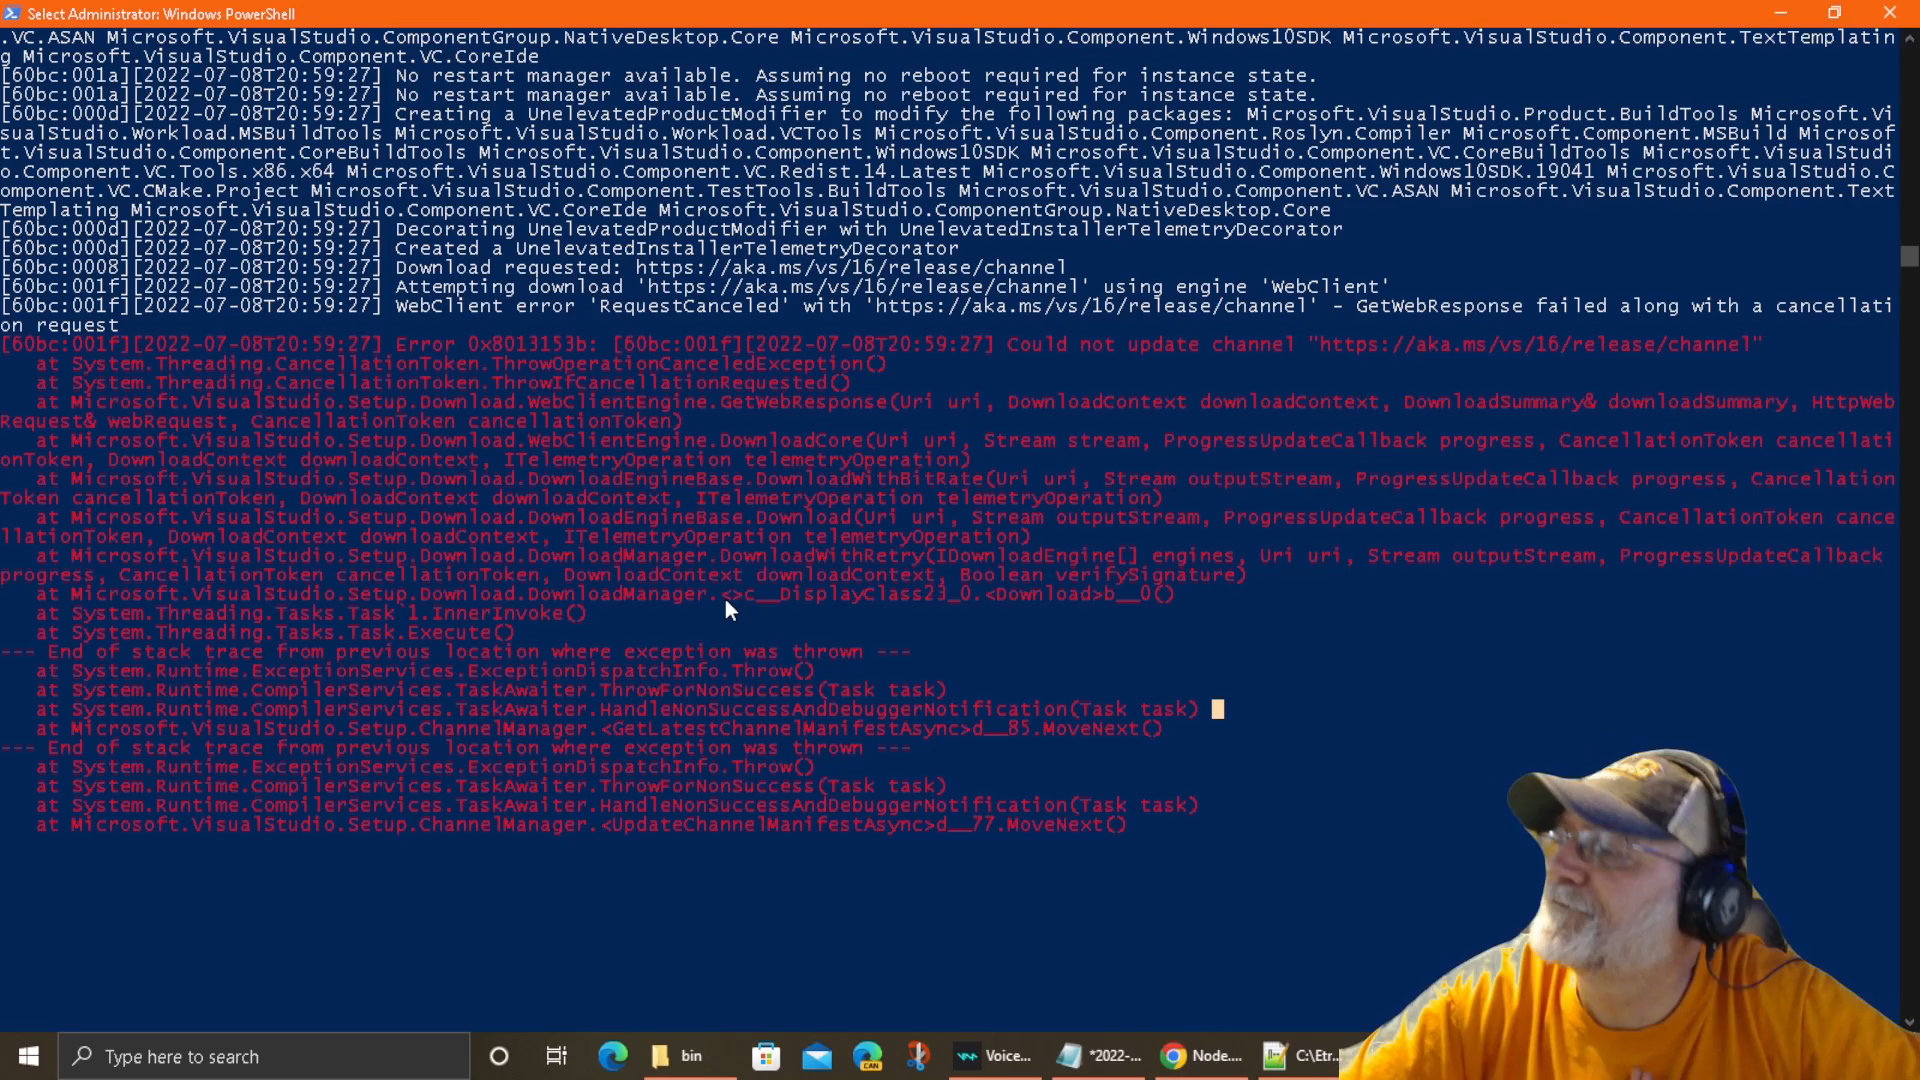 Select Administrator: Windows PowerShell
.VC.ASAN Microsoft.VisualStudio.ComponentGroup.NativeDesktop.Core Microsoft.VisualStudio.Component.Windows10SDK Microsoft.VisualStudio.Component.TextTemplatin
g Microsoft.VisualStudio.Component.VC.CoreIde
[60bc:001a][2022-07-08T20:59:27] No restart manager available. Assuming no reboot required for instance state.
[60bc:001a][2022-07-08T20:59:27] No restart manager available. Assuming no reboot required for instance state.
[60bc:000d][2022-07-08T20:59:27] Creating a UnelevatedProductModifier to modify the following packages: Microsoft.VisualStudio.Product.BuildTools Microsoft.Vi
sualStudio.Workload.MSBuildTools Microsoft.VisualStudio.Workload.VCTools Microsoft.VisualStudio.Component.Roslyn.Compiler Microsoft.Component.MSBuild Microsof
t.VisualStudio.Component.CoreBuildTools Microsoft.VisualStudio.Component.Windows10SDK Microsoft.VisualStudio.Component.VC.CoreBuildTools Microsoft.VisualStudi
o.Component.VC.Tools.x86.x64 Microsoft.VisualStudio.Component.VC.Redist.14.Latest Microsoft.VisualStudio.Component.Windows10SDK.19041 Microsoft.VisualStudio.C
omponent.VC.CMake.Project Microsoft.VisualStudio.Component.TestTools.BuildTools Microsoft.VisualStudio.Component.VC.ASAN Microsoft.VisualStudio.Component.Text
Templating Microsoft.VisualStudio.Component.VC.CoreIde Microsoft.VisualStudio.ComponentGroup.NativeDesktop.Core
[60bc:000d][2022-07-08T20:59:27] Decorating UnelevatedProductModifier with UnelevatedInstallerTelemetryDecorator
[60bc:000d][2022-07-08T20:59:27] Created a UnelevatedInstallerTelemetryDecorator
[60bc:0008][2022-07-08T20:59:27] Download requested: https://aka.ms/vs/16/release/channel
[60bc:001f][2022-07-08T20:59:27] Attempting download 'https://aka.ms/vs/16/release/channel' using engine 'WebClient'
[60bc:001f][2022-07-08T20:59:27] WebClient error 'RequestCanceled' with 'https://aka.ms/vs/16/release/channel' - GetWebResponse failed along with a cancellati
on request
[60bc:001f][2022-07-08T20:59:27] Error 0x8013153b: [60bc:001f][2022-07-08T20:59:27] Could not update channel "https://aka.ms/vs/16/release/channel"
at System.Threading.CancellationToken.ThrowOperationCanceledException()
at System.Threading.CancellationToken.ThrowIfCancellationRequested()
at Microsoft.VisualStudio.Setup.Download.WebClientEngine.GetWebResponse(Uri uri, DownloadContext downloadContext, DownloadSummary& downloadSummary, HttpWeb
Request& webRequest, CancellationToken cancellationToken)
at Microsoft.VisualStudio.Setup.Download.WebClientEngine.DownloadCore(Uri uri, Stream stream, ProgressUpdateCallback progress, CancellationToken cancellati
onToken, DownloadContext downloadContext, ITelemetryOperation telemetryOperation)
at Microsoft.VisualStudio.Setup.Download.DownloadEngineBase.DownloadWithBitRate(Uri uri, Stream outputStream, ProgressUpdateCallback progress, Cancellation
Token cancellationToken, DownloadContext downloadContext, ITelemetryOperation telemetryOperation)
at Microsoft.VisualStudio.Setup.Download.DownloadEngineBase.Download(Uri uri, Stream outputStream, ProgressUpdateCallback progress, CancellationToken cance
llationToken, DownloadContext downloadContext, ITelemetryOperation telemetryOperation)
at Microsoft.VisualStudio.Setup.Download.DownloadManager.DownloadWithRetry(IDownloadEngine[] engines, Uri uri, Stream outputStream, ProgressUpdateCallback
progress, CancellationToken cancellationToken, DownloadContext downloadContext, Boolean verifySignature)
at Microsoft.VisualStudio.Setup.Download.DownloadManager.<>c__DisplayClass23_0.<Download>b__0()
at System.Threading.Tasks.Task`1.InnerInvoke()
at System.Threading.Tasks.Task.Execute()
--- End of stack trace from previous location where exception was thrown ---
at System.Runtime.ExceptionServices.ExceptionDispatchInfo.Throw()
at System.Runtime.CompilerServices.TaskAwaiter.ThrowForNonSuccess(Task task)
at System.Runtime.CompilerServices.TaskAwaiter.HandleNonSuccessAndDebuggerNotification(Task task)
at Microsoft.VisualStudio.Setup.ChannelManager.<GetLatestChannelManifestAsync>d__85.MoveNext()
--- End of stack trace from previous location where exception was thrown ---
at System.Runtime.ExceptionServices.ExceptionDispatchInfo.Throw()
at System.Runtime.CompilerServices.TaskAwaiter.ThrowForNonSuccess(Task task)
at System.Runtime.CompilerServices.TaskAwaiter.HandleNonSuccessAndDebuggerNotification(Task task)
at Microsoft.VisualStudio.Setup.ChannelManager.<UpdateChannelManifestAsync>d__77.MoveNext()
Type here to search bin CAN Voice... *2022-... Node.... C:\Etr...